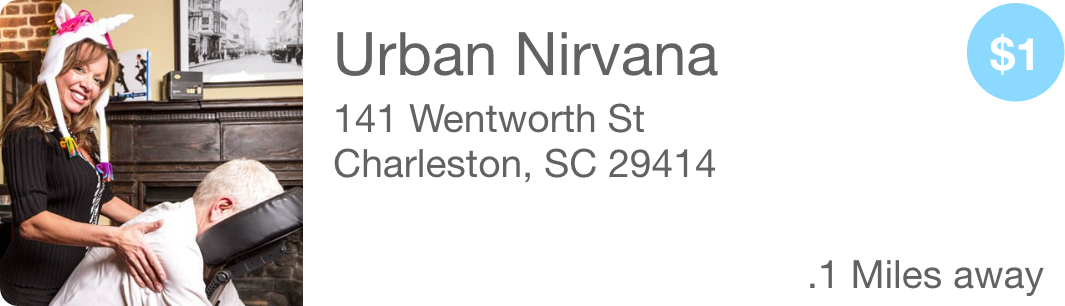 Urban Nirvana
$1
141 Wentworth St
Charleston, SC 29414
.1 Miles away